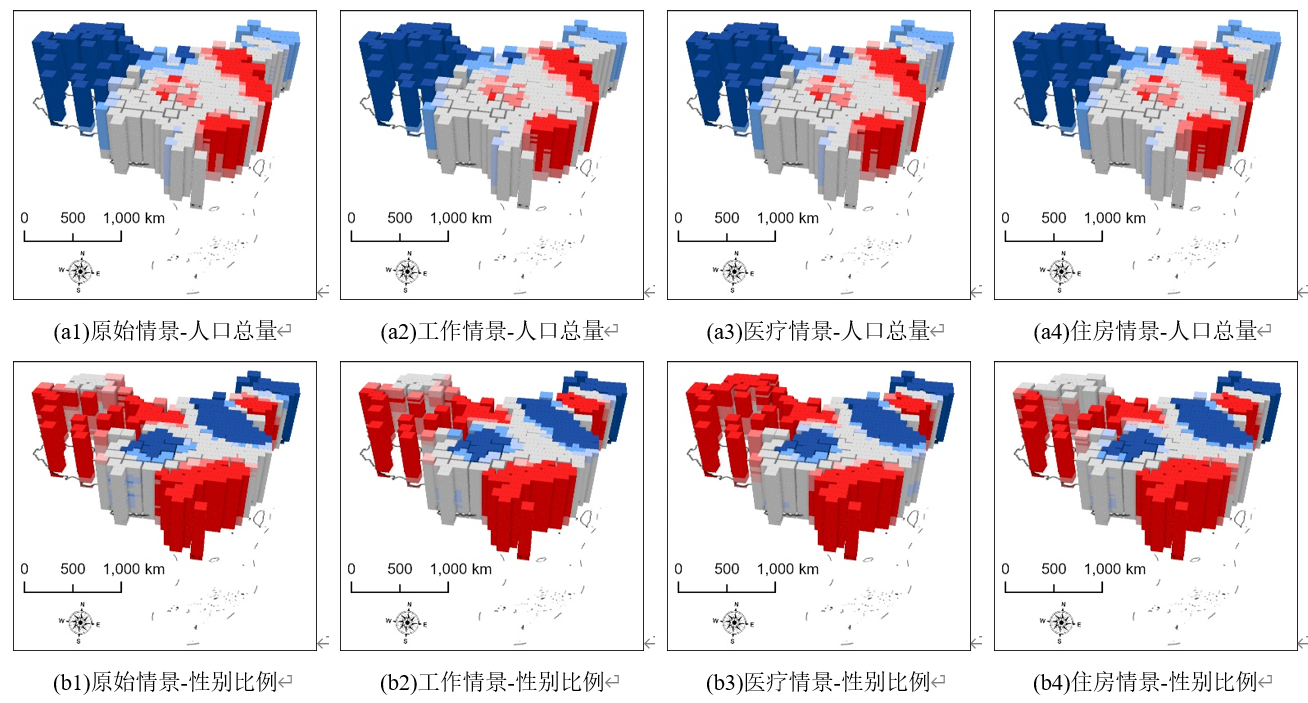 0 500 1,000 km 0 500 1,000 km 0 500 1,000 km 0 500 1,000 km
N N N N
W E W E W E W E
S S S S
(a1)原始情景-人口总量 (a2)工作情景-人口总量 (a3)医疗情景-人口总量 (a4)住房情景-人口总量
0 500 1,000 km 0 500 1,000 km 0 500 1,000 km 0 500 1,000 km
N N N N
W E W E W E W E
S S S S
(b1)原始情景-性别比例 (b2)工作情景-性别比例 (b3)医疗情景-性别比例 (b4)住房情景-性别比例